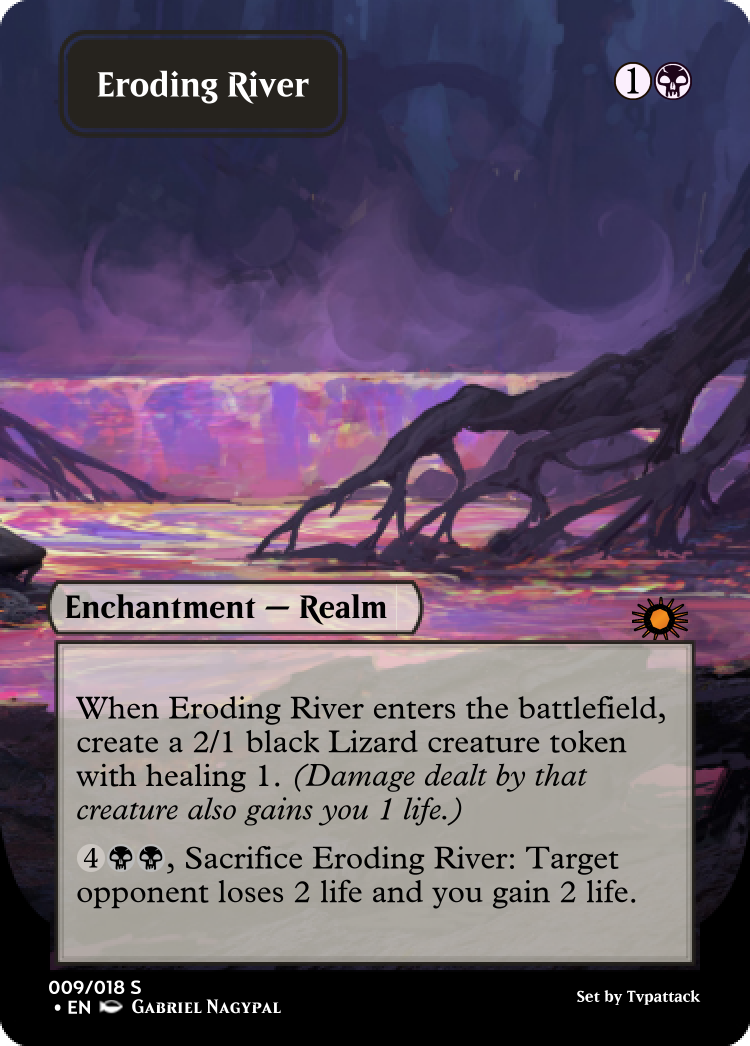 Eroding River
1
Enchantment — Realm
When Eroding River enters the battlefield,
create a 2/1 black Lizard creature token
with healing 1. (Damage dealt by that
creature also gains you 1 life.)
4, Sacrifice Eroding River: Target
opponent loses 2 life and you gain 2 life.
009/018 S
• EN Gabriel Nagypal
Set by Tvpattack